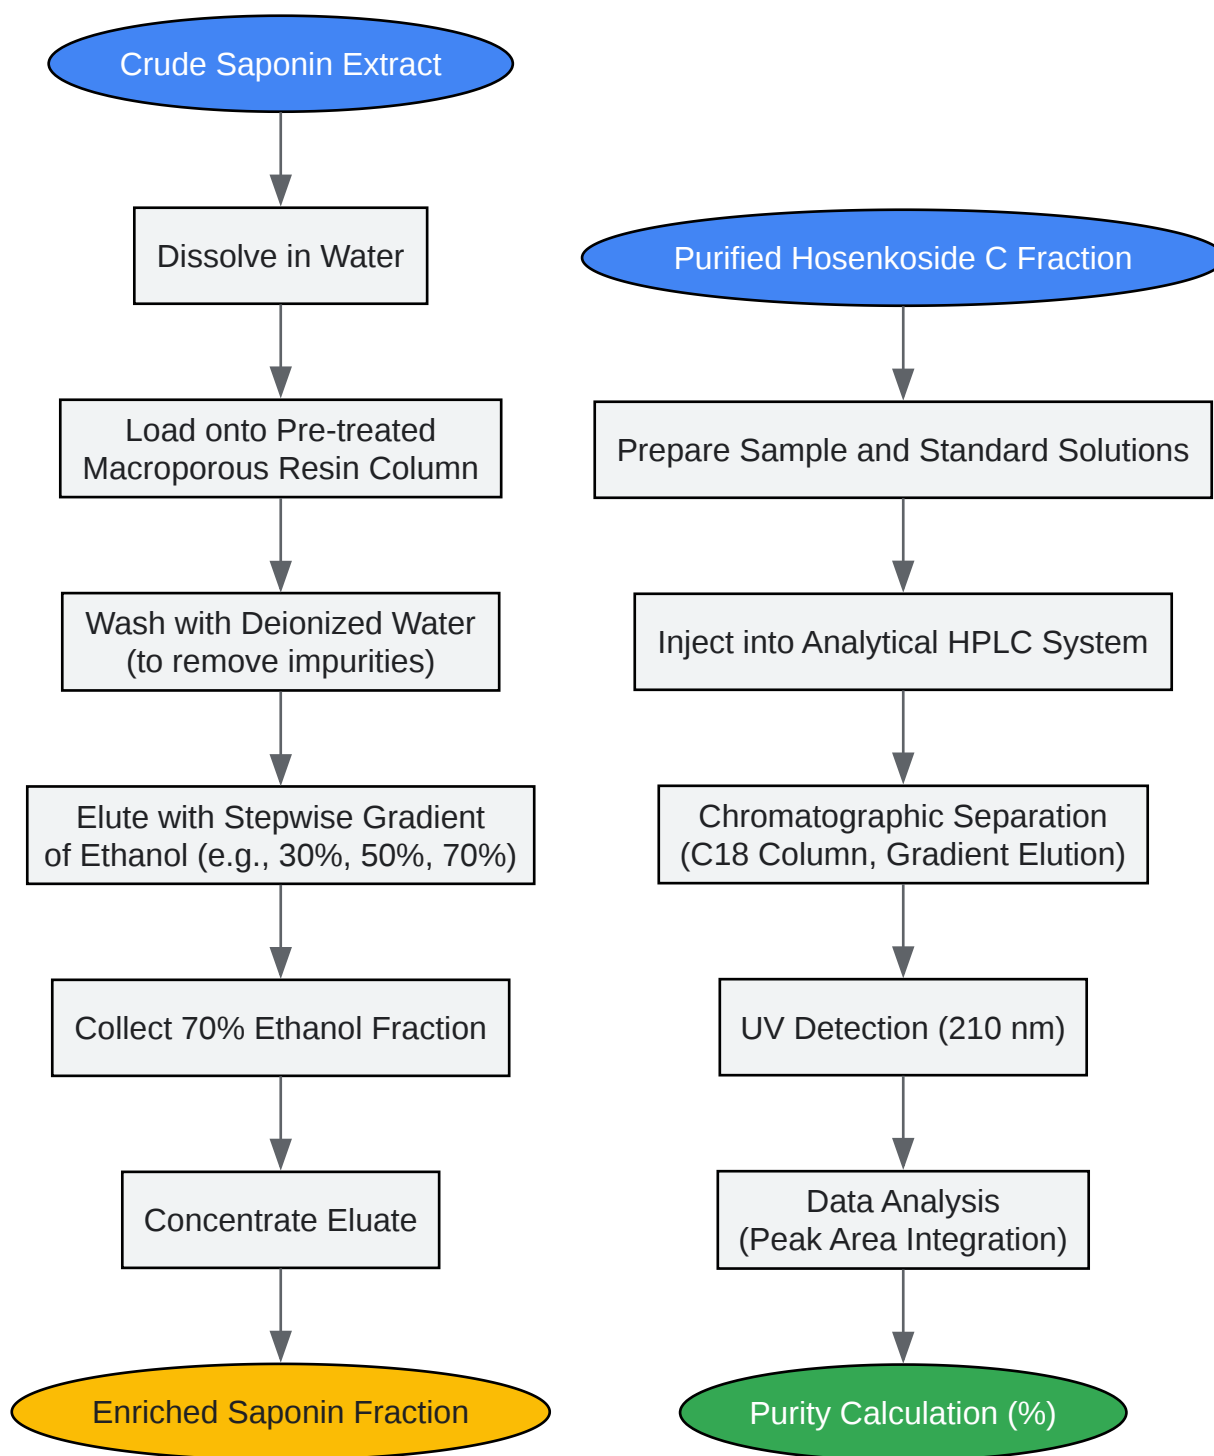 Crude Saponin Extract
Dissolve in Water
Load onto Pre-treated
Macroporous Resin Column
Wash with Deionized Water
(to remove impurities)
Elute with Stepwise Gradient
of Ethanol (e.g., 30%, 50%, 70%)
Collect 70% Ethanol Fraction
Concentrate Eluate
Enriched Saponin Fraction
Purified Hosenkoside C Fraction
Prepare Sample and Standard Solutions
Inject into Analytical HPLC System
Chromatographic Separation
(C18 Column, Gradient Elution)
UV Detection (210 nm)
Data Analysis
(Peak Area Integration)
Purity Calculation (%)